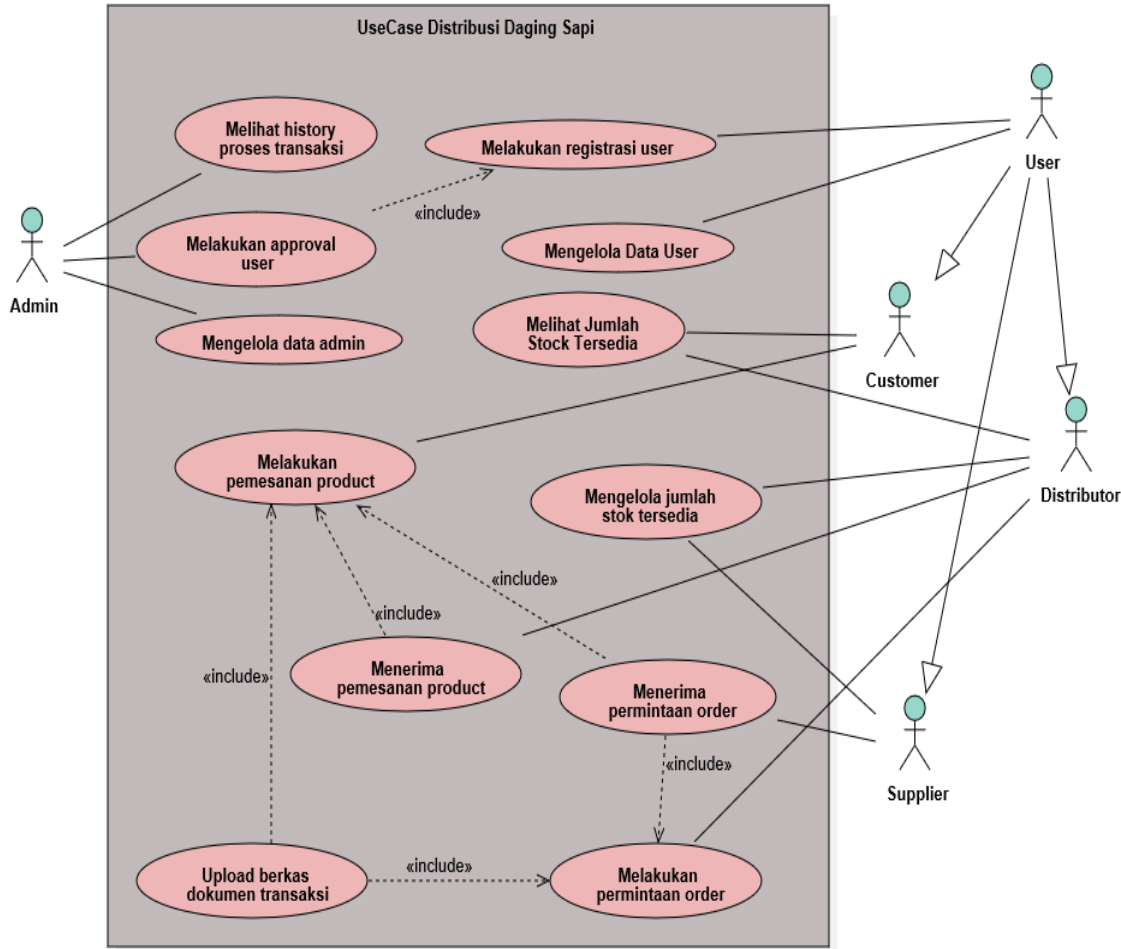 UseCase Distribusi Daging Sapi
Melihat history
proses transaksi
Melakukan registrasi user
User
«include»
Melakukan approval
user
Mengelola Data User
Admin
Melihat Jumlah
Stock Tersedia
Mengelola data admin
Customer
Melakukan
pemesanan product
Mengelola jumlah
stok tersedia
Distributor
«include»
«include»
«include»
Menerima
pemesanan product
Menerima
permintaan order
«include»
Supplier
Upload berkas
dokumen transaksi
«include»
Melakukan
permintaan order